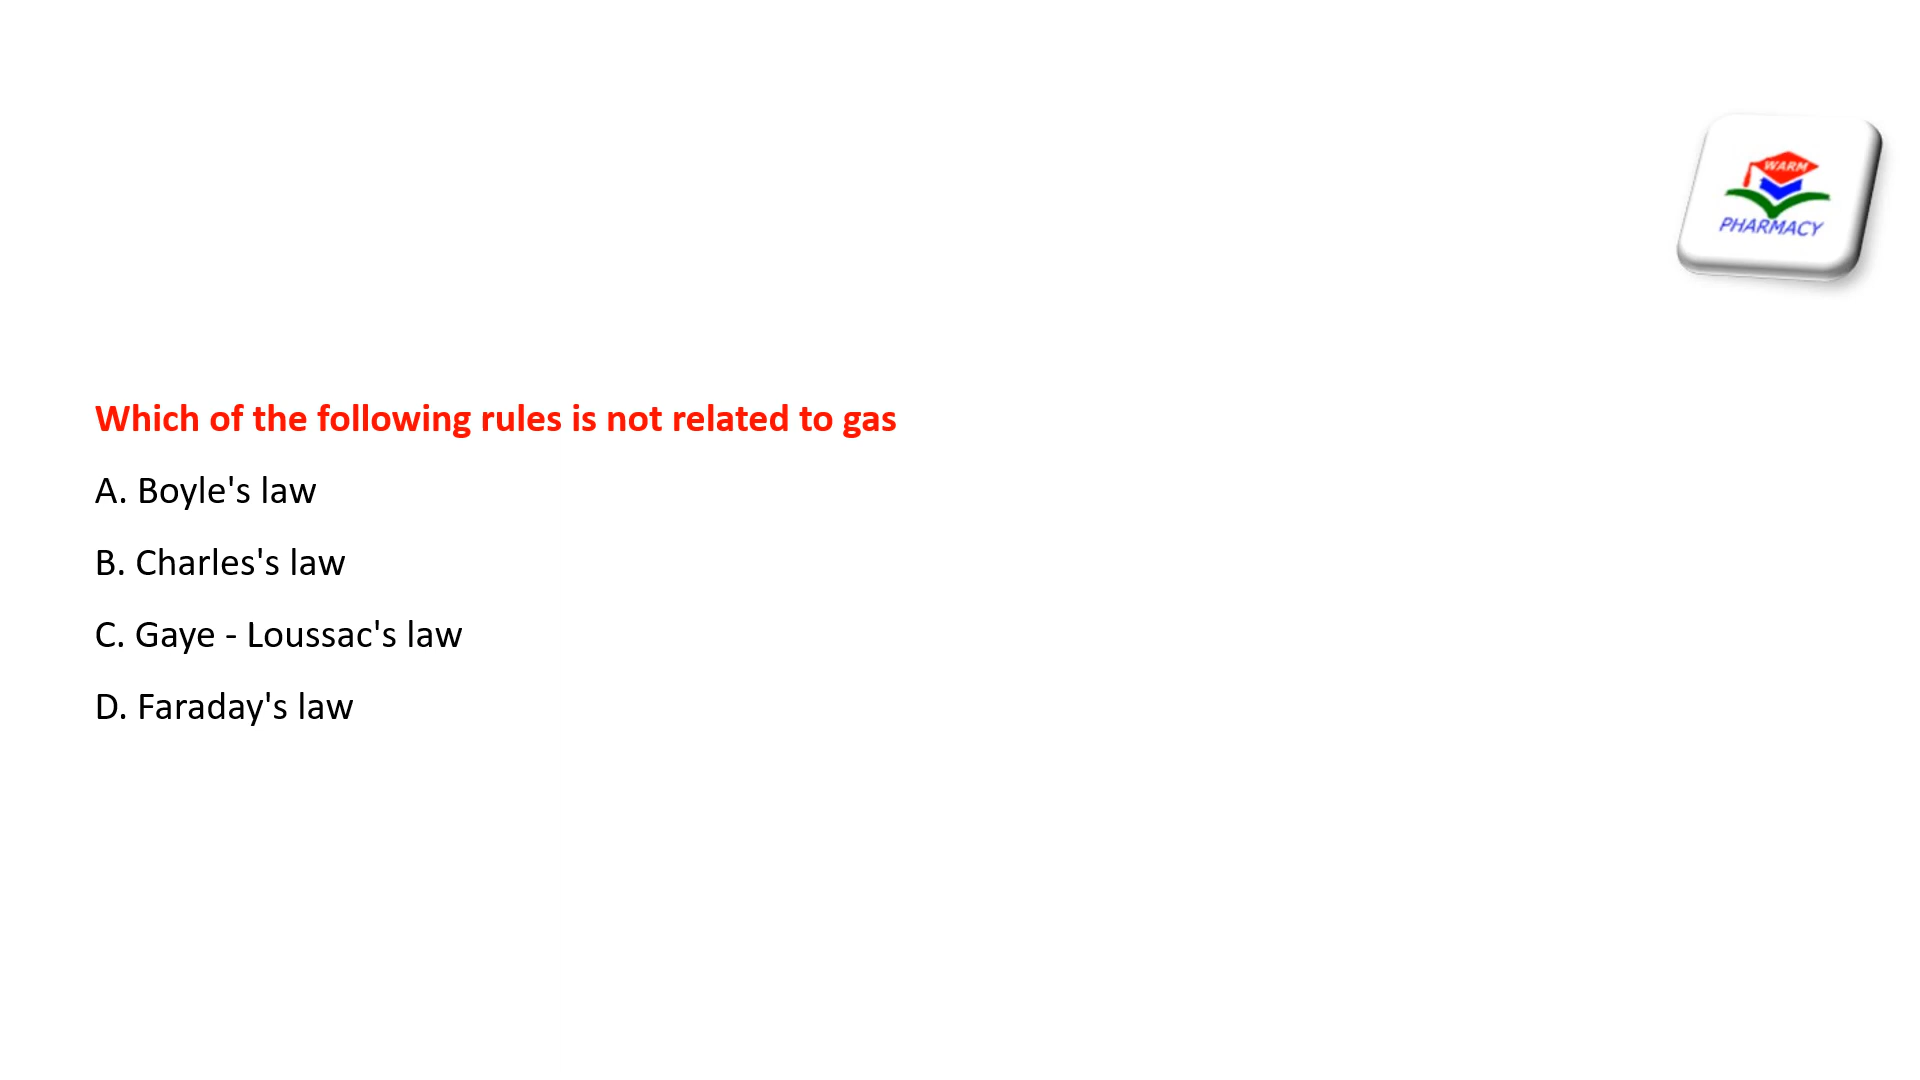 WARM
PHARMACY
Which of the following rules is not related to gas
A. Boyle's law
B. Charles's law
C. Gaye - Loussac's law
D. Faraday's law